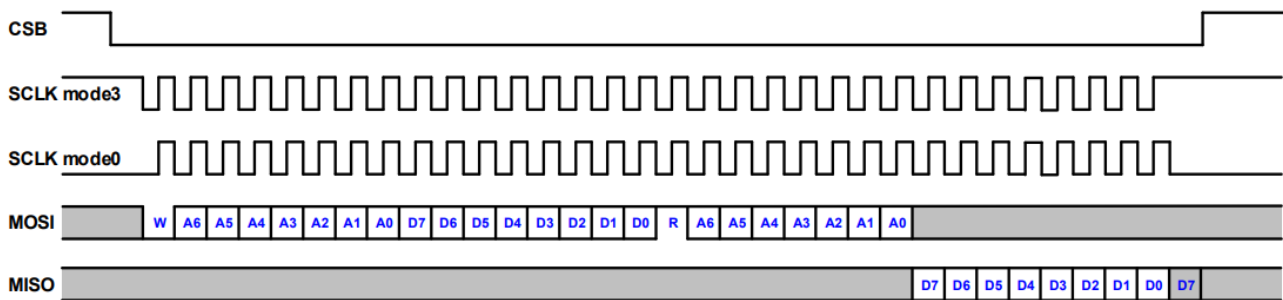 CSB
SCLK mode3
SCLK mode0
MOSI W A6 A5 A4 A3 A2 A1 A0 D7 D6 D5 D4 D3 D2 D1 D0 R A6 A5 A4 A3 A2 A1 A0
MISO D7 D6 D5 D4 D3 D2 D1 D0 D7